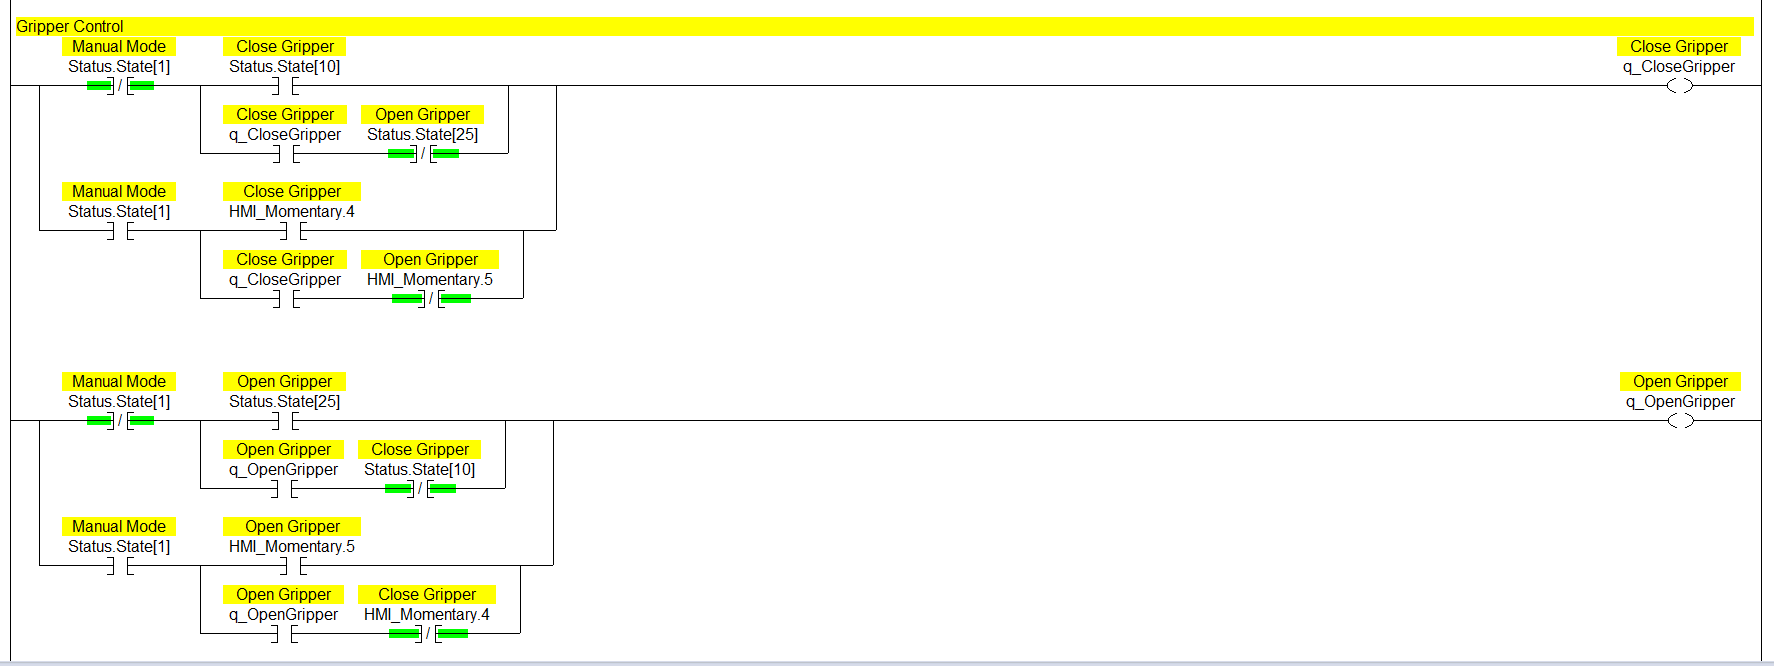 Gripper Control
Manual Mode Close Gripper Close Gripper
Status.State[1] Status.State[10] q_CloseGripper
Close Gripper Open Gripper
q_CloseGripper Status.State[25]
Manual Mode Close Gripper
Status.State[1] HMI_Momentary.4
Close Gripper Open Gripper
q_CloseGripper HMI_Momentary.5
Manual Mode Open Gripper Open Gripper
Status.State[1] Status.State[25] q_OpenGripper
Open Gripper Close Gripper
q_OpenGripper Status.State[10]
Manual Mode Open Gripper
Status.State[1] HMI_Momentary.5
Open Gripper Close Gripper
q_OpenGripper HMI_Momentary.4